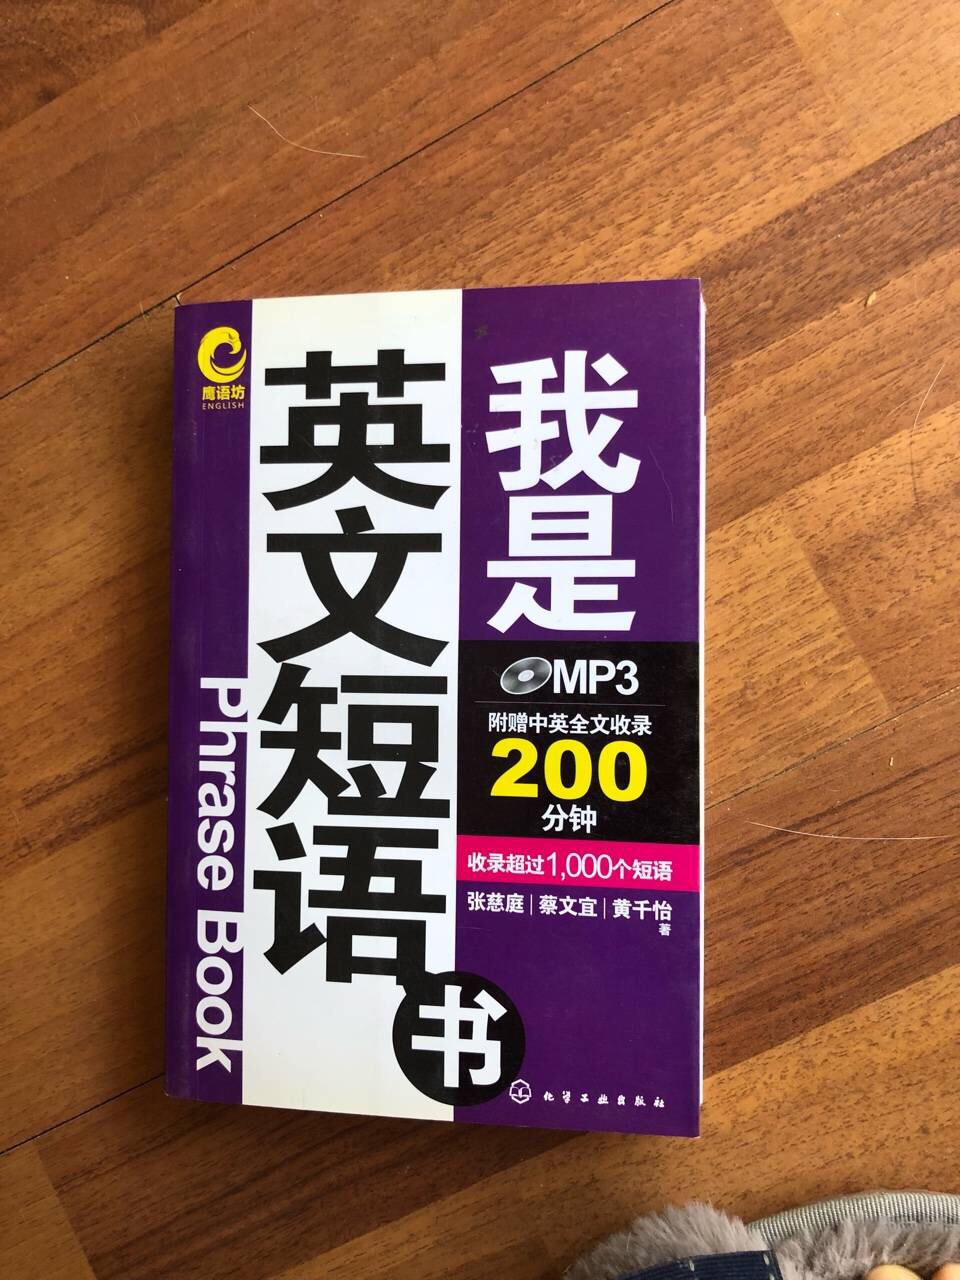 鹰语坊
ENGLISH
我是
英文短语
书
Phrase Book
MP3
附赠中英全文收录
200
分钟
收录超过1,000个短语
张慈庭|蔡文宜|黄千怡
著
化学工业出版社